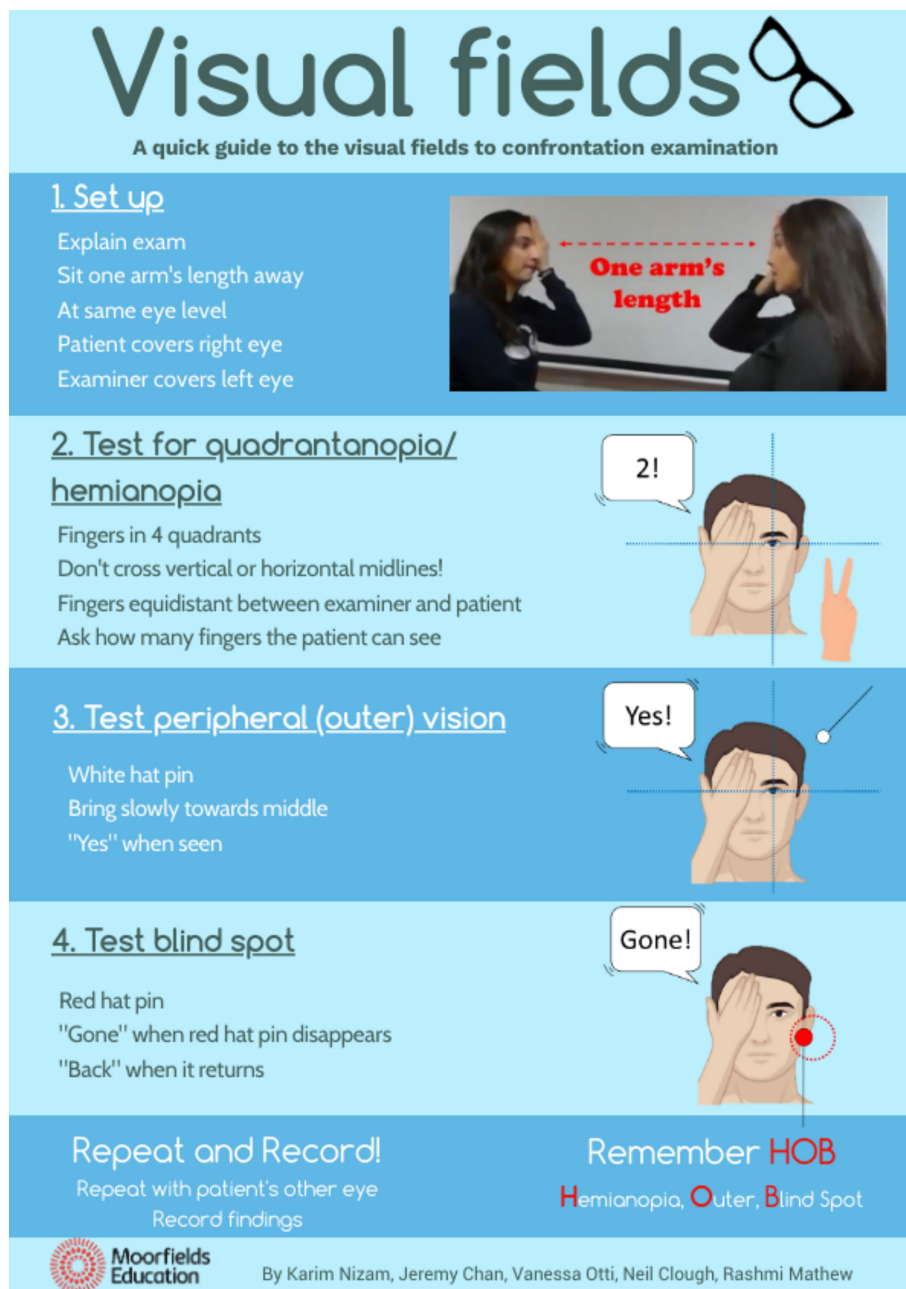 Visual fields
A quick guide to the visual fields to confrontation examination
1. Set up
Explain exam
Sit one arm's length away
At same eye level
Patient covers right eye
Examiner covers left eye
One arm's
length
2. Test for quadrantanopia/
hemianopia
Fingers in 4 quadrants
Don't cross vertical or horizontal midlines!
Fingers equidistant between examiner and patient
Ask how many fingers the patient can see
2!
3. Test peripheral (outer) vision
White hat pin
Bring slowly towards middle
"Yes" when seen
Yes!
4. Test blind spot
Red hat pin
"Gone" when red hat pin disappears
"Back" when it returns
Gone!
Repeat and Record!
Repeat with patient's other eye
Record findings
Remember HOB
Hemianopia, Outer, Blind Spot
Moorfields
Education
By Karim Nizam, Jeremy Chan, Vanessa Otti, Neil Clough, Rashmi Mathew